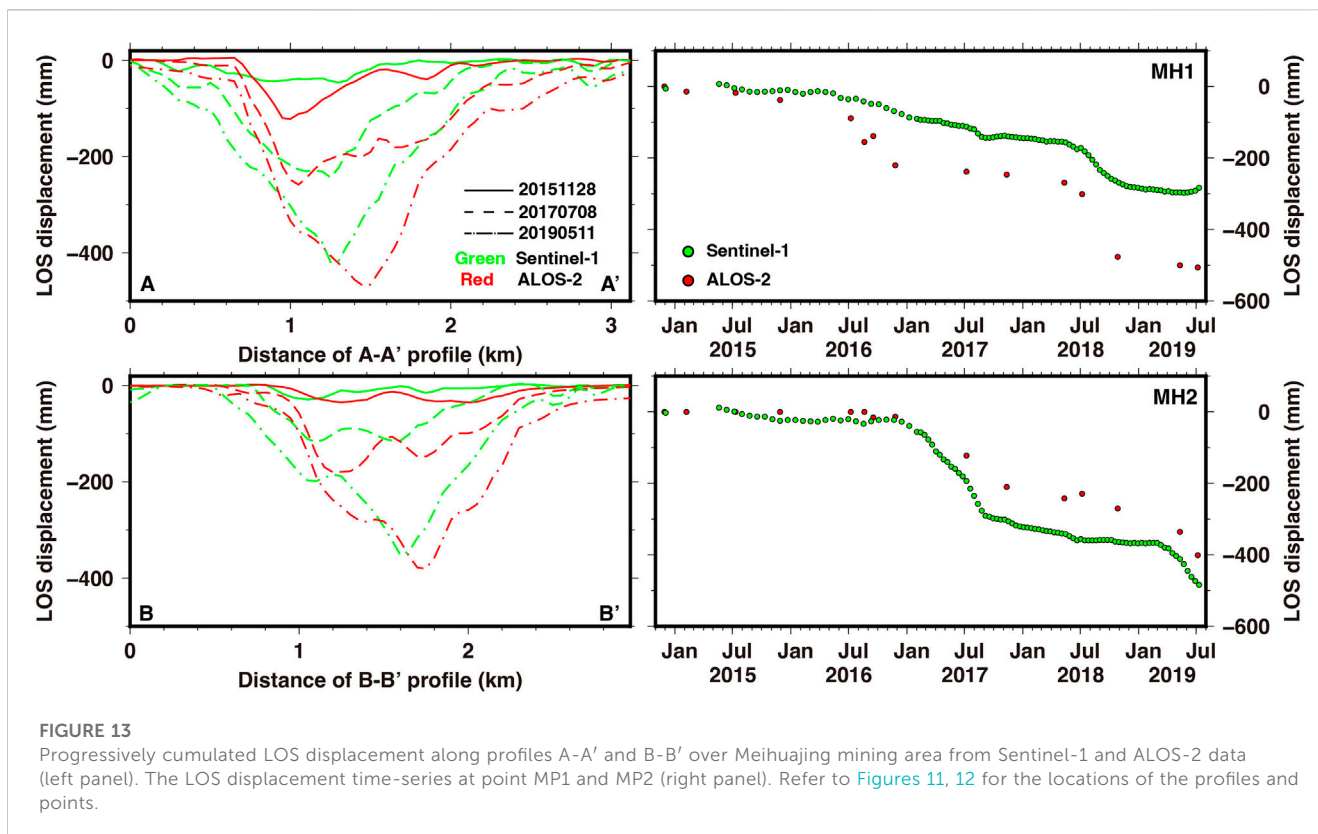 0
−200
−400
LOS displacement (mm)
20151128
20170708
20190511
Green Sentinel-1
Red ALOS-2
A
A'
0
1
2
3
Distance of A-A' profile (km)
MH1
0
−200
−400
−600
LOS displacement (mm)
Sentinel-1
ALOS-2
Jan Jul Jan Jul Jan Jul Jan Jul Jan Jul
2015 2016 2017 2018 2019
0
−200
−400
LOS displacement (mm)
B
B'
0
1
2
Distance of B-B' profile (km)
MH2
0
−200
−400
−600
LOS displacement (mm)
Jan Jul Jan Jul Jan Jul Jan Jul Jan Jul
2015 2016 2017 2018 2019
FIGURE 13
Progressively cumulated LOS displacement along profiles A-A′ and B-B′ over Meihuajing mining area from Sentinel-1 and ALOS-2 data
(left panel). The LOS displacement time-series at point MP1 and MP2 (right panel). Refer to Figures 11, 12 for the locations of the profiles and
points.